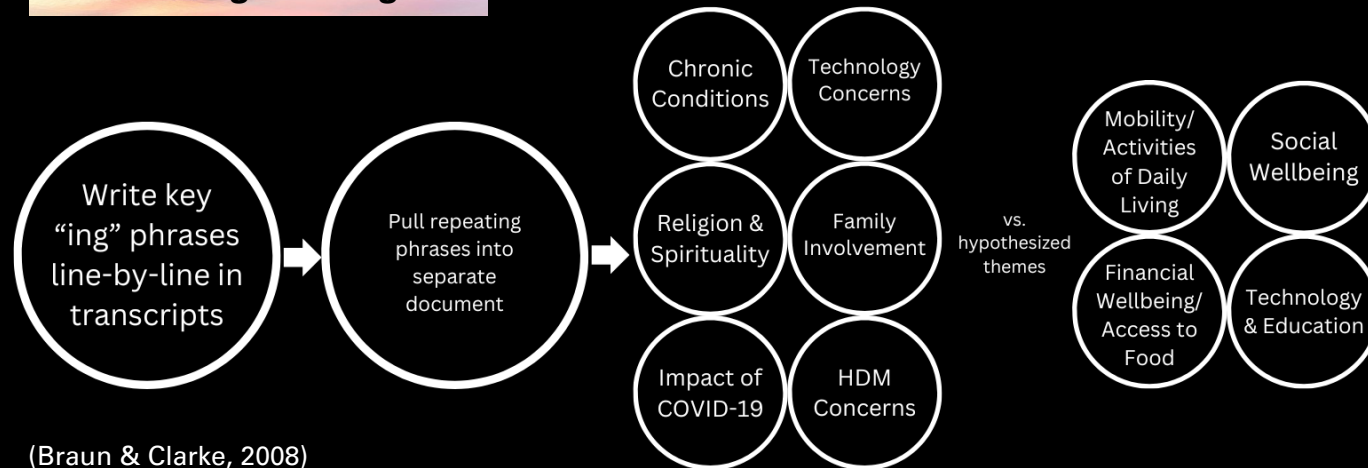 Write key
“ing” phrases
line-by-line in
transcripts
Pull repeating
phrases into
separate
document
Chronic
Conditions
Technology
Concerns
Religion &
Spirituality
Family
Involvement
Impact of
COVID-19
HDM
Concerns
vs.
hypothesized
themes
Mobility/
Activities
of Daily
Living
Social
Wellbeing
Financial
Wellbeing/
Access to
Food
Technology
& Education
(Braun & Clarke, 2008)